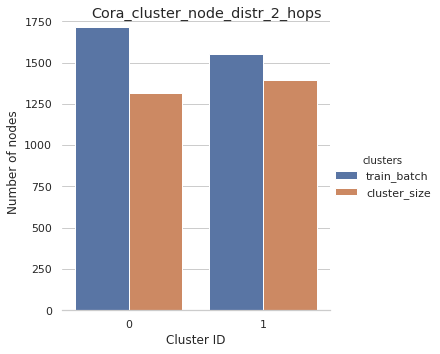 Cora_cluster_node_distr_2_hops
1750
1500
1250
1000
750
500
250
0
Number of nodes
0 1
Cluster ID
clusters
train_batch
cluster_size